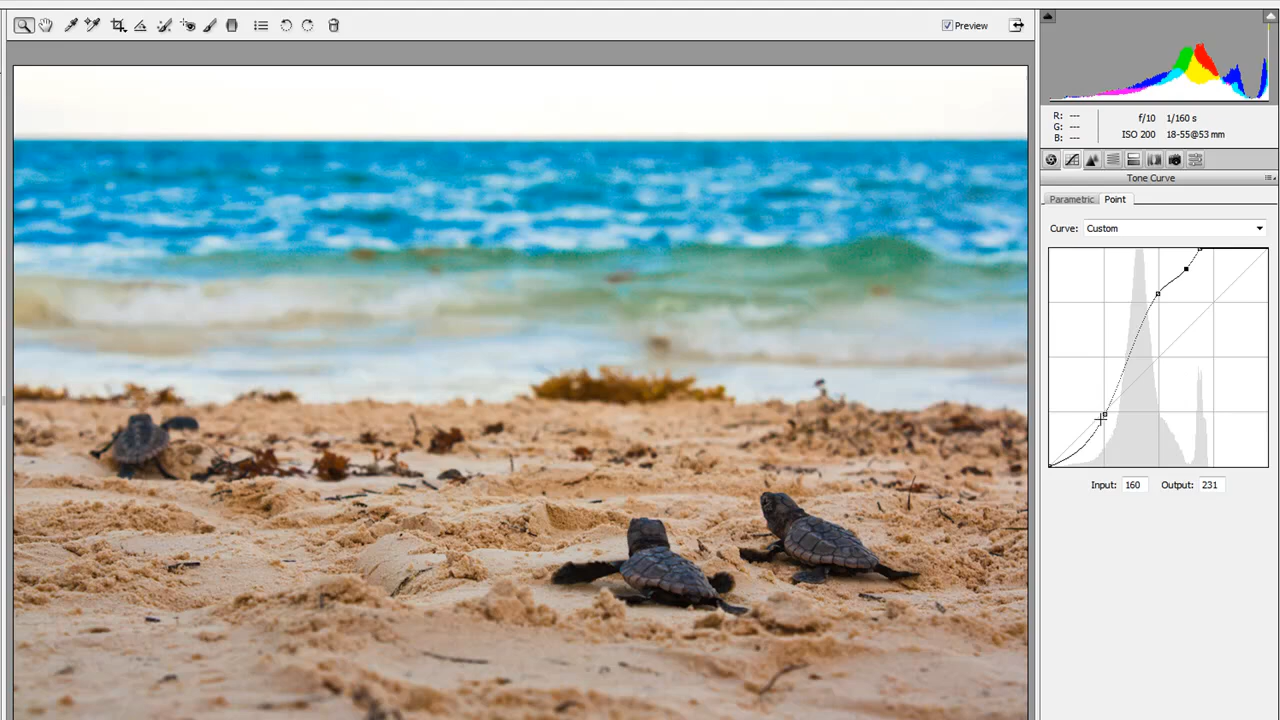 Preview
R: ---
G: ---
B: ---
f/10 1/160 s
ISO 200 18-55@53 mm
Tone Curve
Parametric Point
Curve: Custom
Input: 160 Output: 231